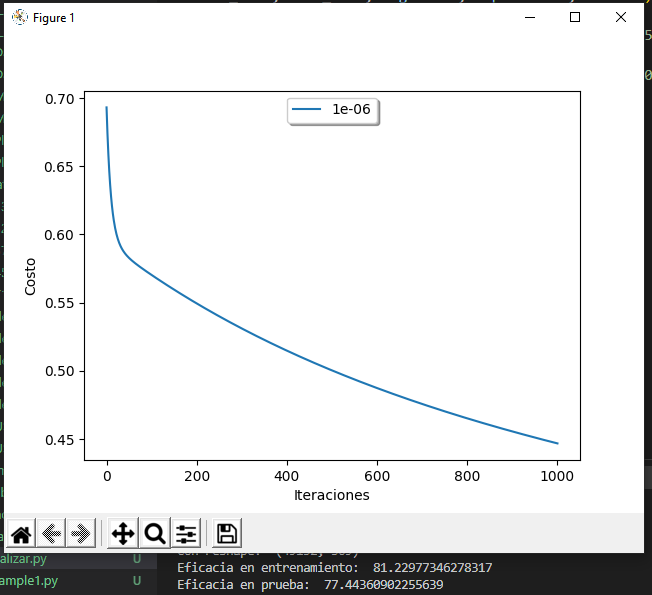 Figure 1
1e-06
0.70
0.65
0.60
0.55
0.50
0.45
Costo
0 200 400 600 800 1000
Iteraciones
alizar.py U
ample1.py U
Eficacia en entrenamiento: 81.22977346278317
Eficacia en prueba: 77.44360902255639